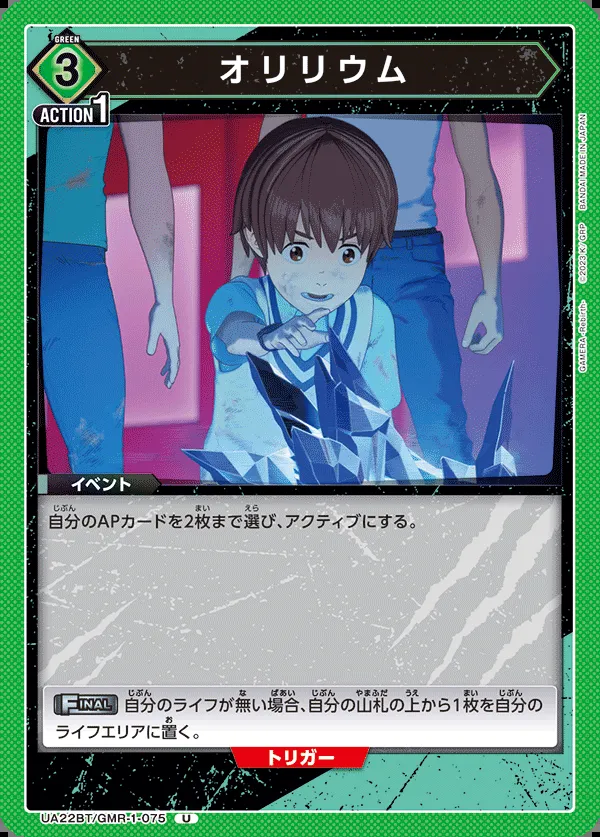 GREEN
3
オリリウム
ACTION 1
イベント
自分のAPカードを2枚まで選び、アクティブにする。
FINAL 自分のライフが無い場合、自分の山札の上から1枚を自分の
ライフエリアに置く。
トリガー
UA22BT/GMR-1-075 U
GAMERA -Rebirth- ©2023 K/GRP BANDAI MADE IN JAPAN